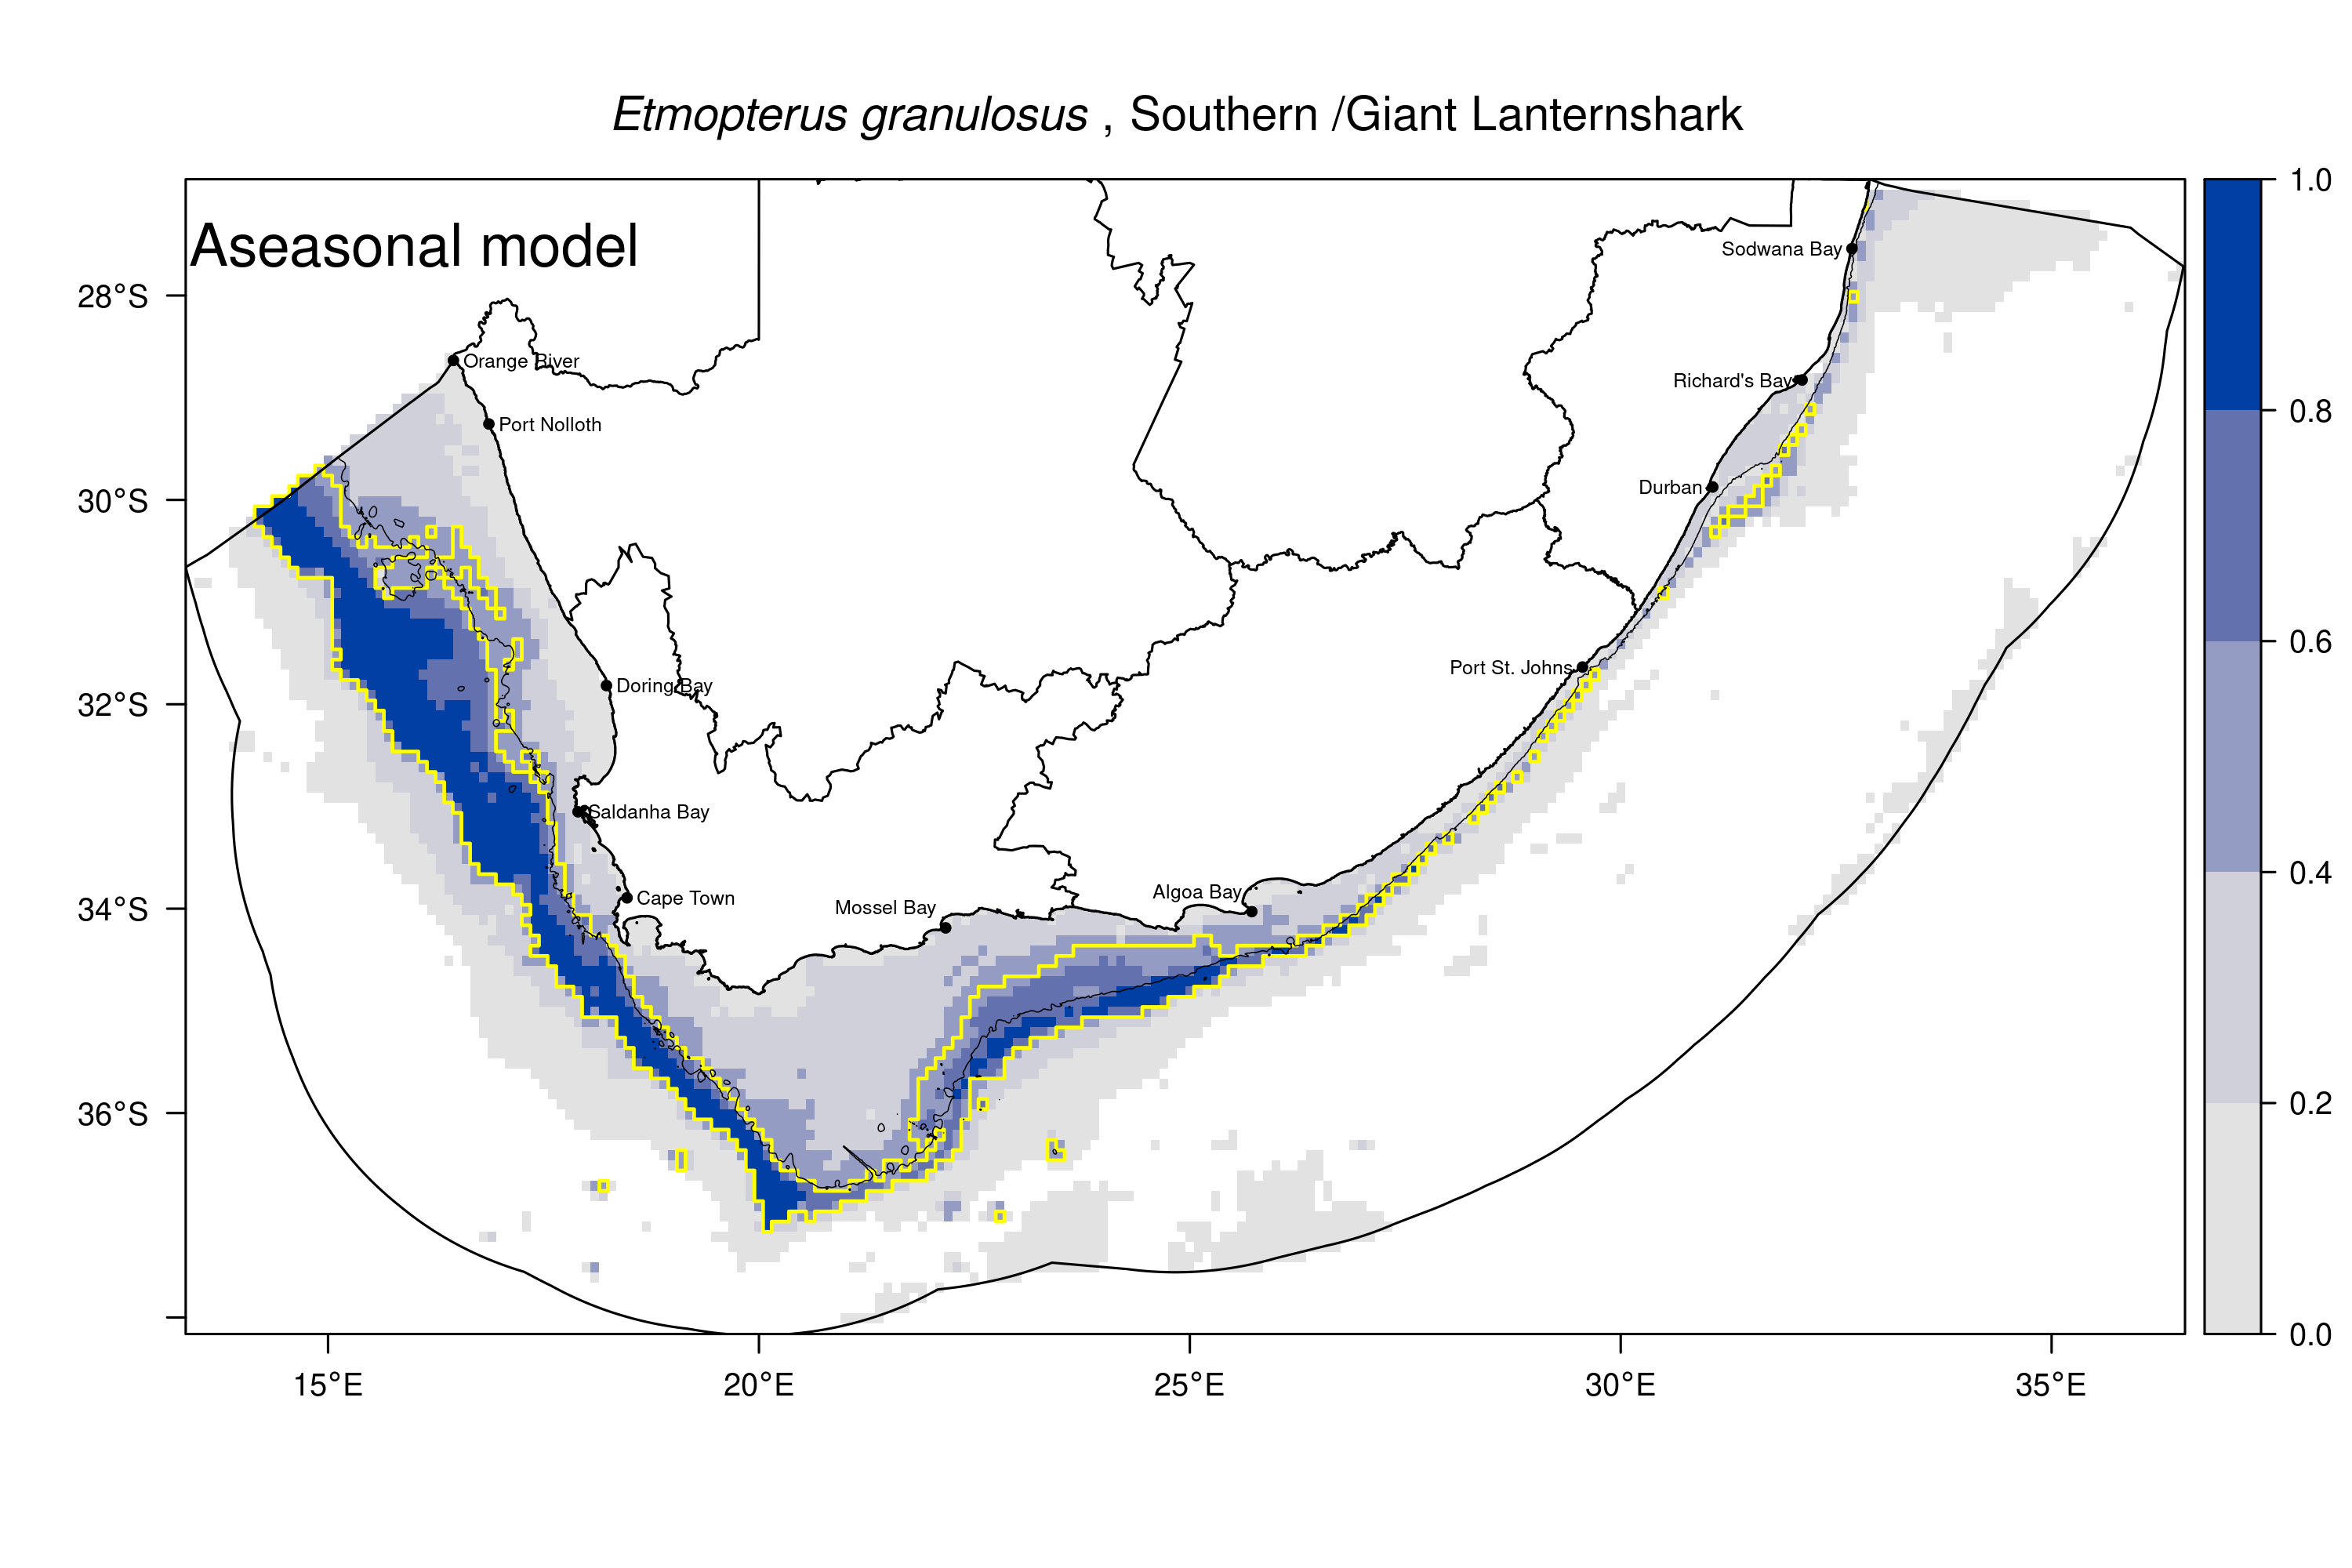 Etmopterus granulosus , Southern /Giant Lanternshark
Aseasonal model
1.0
0.8
0.6
0.4
0.2
0.0
28°S
30°S
32°S
34°S
36°S
15°E
20°E
25°E
30°E
35°E
Sodwana Bay
Orange River
Richard's Bay
Port Nolloth
Durban
Port St. Johns
Doring Bay
Saldanha Bay
Algoa Bay
Cape Town
Mossel Bay